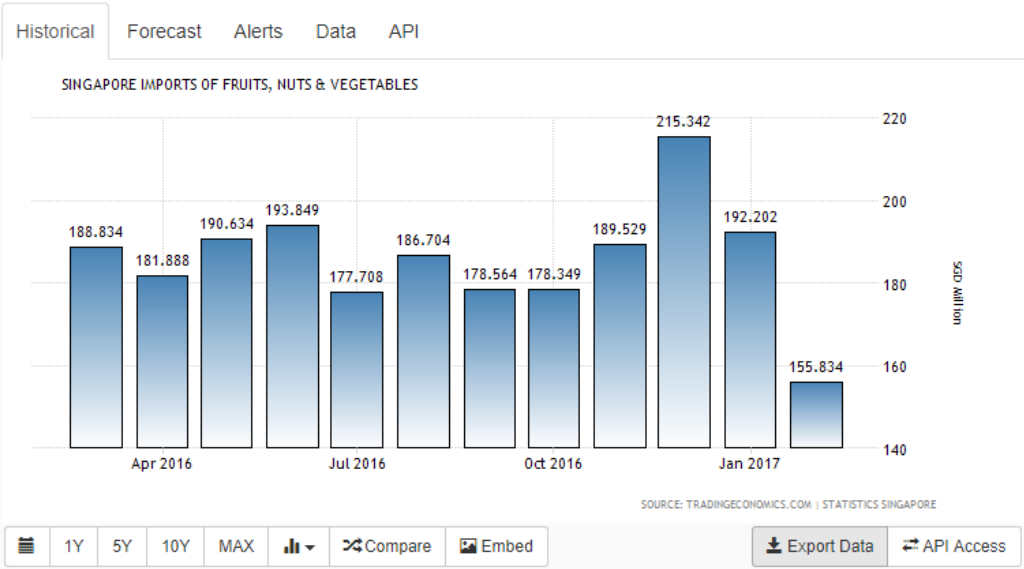 Historical Forecast Alerts Data API
SINGAPORE IMPORTS OF FRUITS, NUTS & VEGETABLES
188.834 181.888 190.634 193.849 177.708 186.704 178.564 178.349 189.529 215.342 192.202 155.834
220
200
180
160
140
SGD Million
Apr 2016 Jul 2016 Oct 2016 Jan 2017
SOURCE: TRADINGECONOMICS.COM | STATISTICS SINGAPORE
1Y 5Y 10Y MAX Compare Embed Export Data API Access